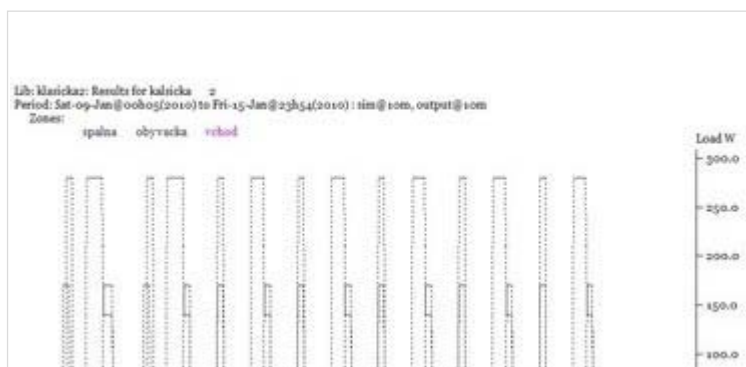 Lib: klasicka2: Results for kalsicka 2
Period: Sat-09-Jan@00h05(2010) to Fri-15-Jan@23h54(2010) : sim@10m, output@10m
Zones:
spalna obyvacka vchod
Load W
300.0
250.0
200.0
150.0
100.0